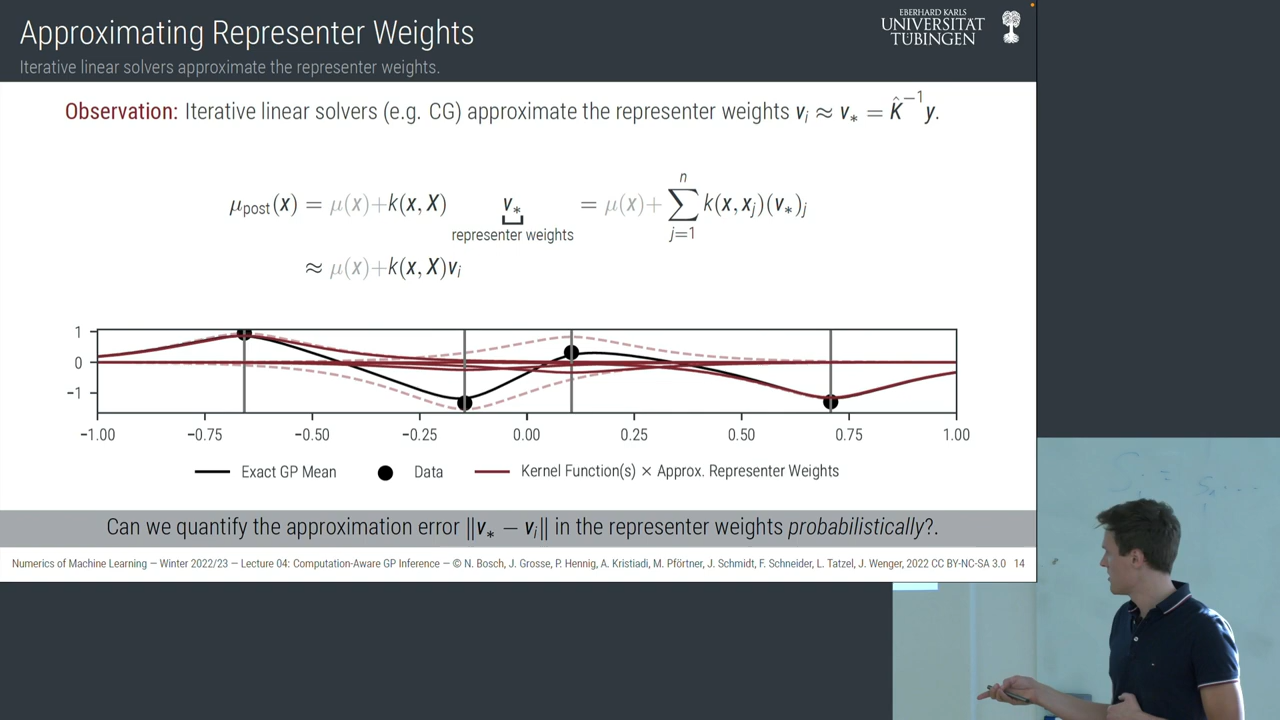 Approximating Representer Weights
Iterative linear solvers approximate the representer weights.
EBERHARD KARLS
UNIVERSITÄT
TÜBINGEN
Observation: Iterative linear solvers (e.g. CG) approximate the representer weights vᵢ ≈ v∗ = K̂⁻¹y.
μpost(x) = μ(x)+k(x, X) v∗ = μ(x)+ ∑ⁿⱼ₌₁ k(x, xⱼ)(v∗)ⱼ
representer weights
≈ μ(x)+k(x, X)vᵢ
1
0
−1
−1.00 −0.75 −0.50 −0.25 0.00 0.25 0.50 0.75 1.00
Exact GP Mean Data Kernel Function(s) × Approx. Representer Weights
Can we quantify the approximation error ‖v∗ − vᵢ‖ in the representer weights probabilistically?.
Numerics of Machine Learning — Winter 2022/23 — Lecture 04: Computation-Aware GP Inference — © N. Bosch, J. Grosse, P. Hennig, A. Kristiadi, M. Pförtner, J. Schmidt, F. Schneider, L. Tatzel, J. Wenger, 2022 CC BY-NC-SA 3.0 14